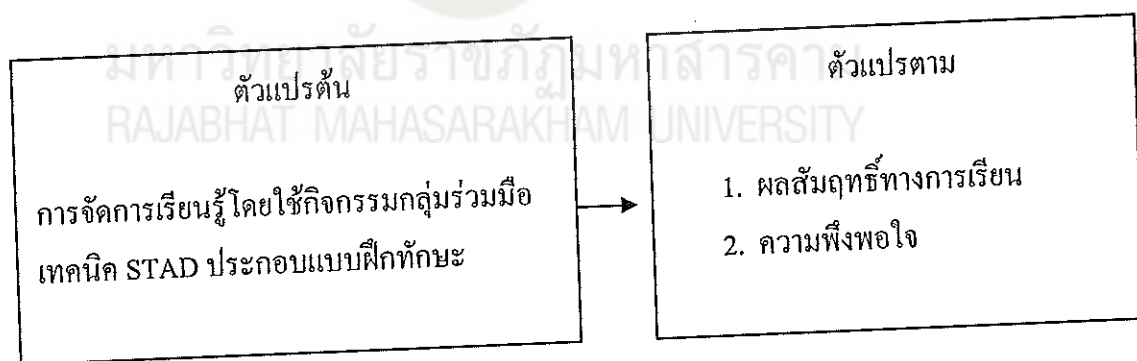 มหาวิทยาลัยราชภัฏมหาสารคาม
RAJABHAT MAHASARAKHAM UNIVERSITY
ตัวแปรต้น
การจัดการเรียนรู้โดยใช้กิจกรรมกลุ่มร่วมมือ
เทคนิค STAD ประกอบแบบฝึกทักษะ
ตัวแปรตาม
1. ผลสัมฤทธิ์ทางการเรียน
2. ความพึงพอใจ